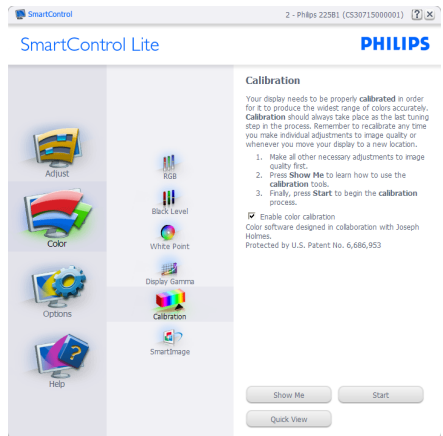 SmartControl
2 - Philips 225B1 (CS30715000001)
SmartControl Lite
PHILIPS
Adjust
Color
Options
Help
RGB
Black Level
White Point
Display Gamma
Calibration
SmartImage
Calibration
Your display needs to be properly calibrated in order
for it to produce the widest range of colors accurately.
Calibration should always take place as the last tuning
step in the process. Remember to recalibrate any time
you make individual adjustments to image quality or
whenever you move your display to a new location.
1. Make all other necessary adjustments to image
quality first.
2. Press Show Me to learn how to use the
calibration tools.
3. Finally, press Start to begin the calibration
process.
Enable color calibration
Color software designed in collaboration with Joseph
Holmes.
Protected by U.S. Patent No. 6,686,953
Show Me
Start
Quick View